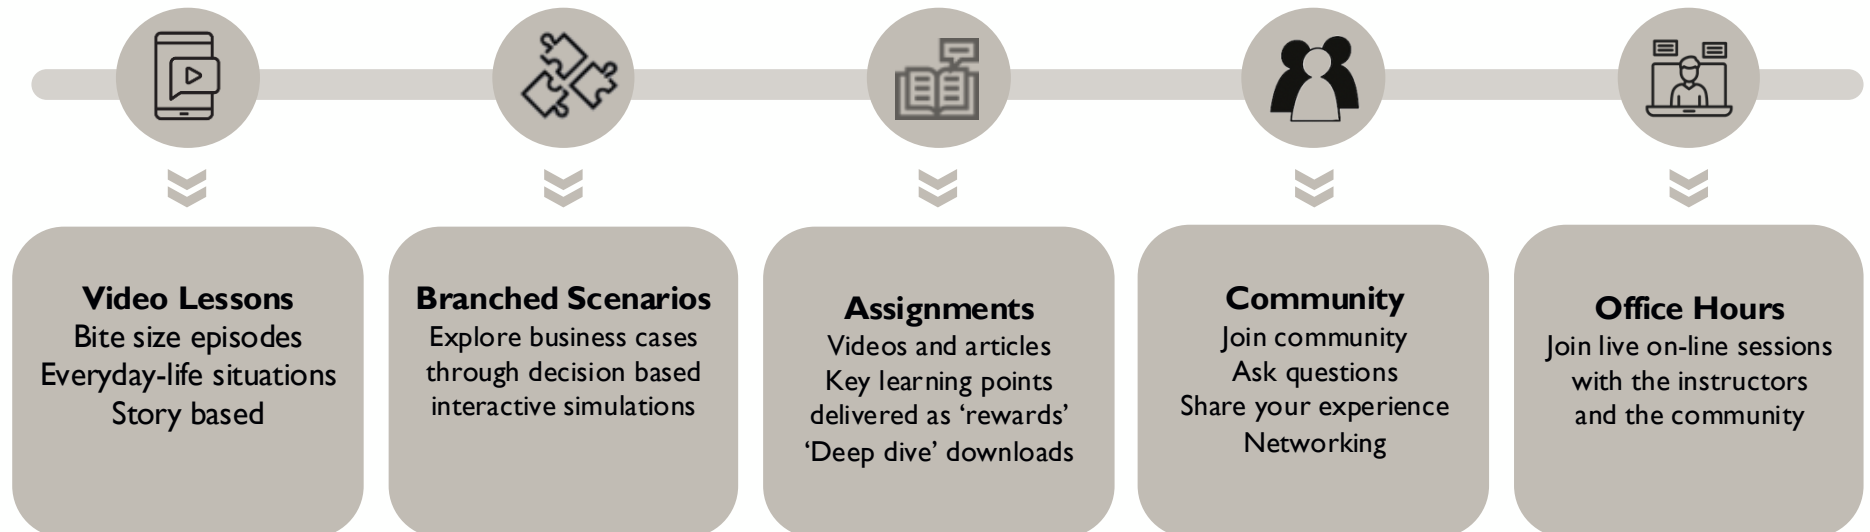 Video Lessons
Bite size episodes
Everyday-life situations
Story based
Branched Scenarios
Explore business cases
through decision based
interactive simulations
Assignments
Videos and articles
Key learning points
delivered as ‘rewards’
‘Deep dive’ downloads
Community
Join community
Ask questions
Share your experience
Networking
Office Hours
Join live on-line sessions
with the instructors
and the community